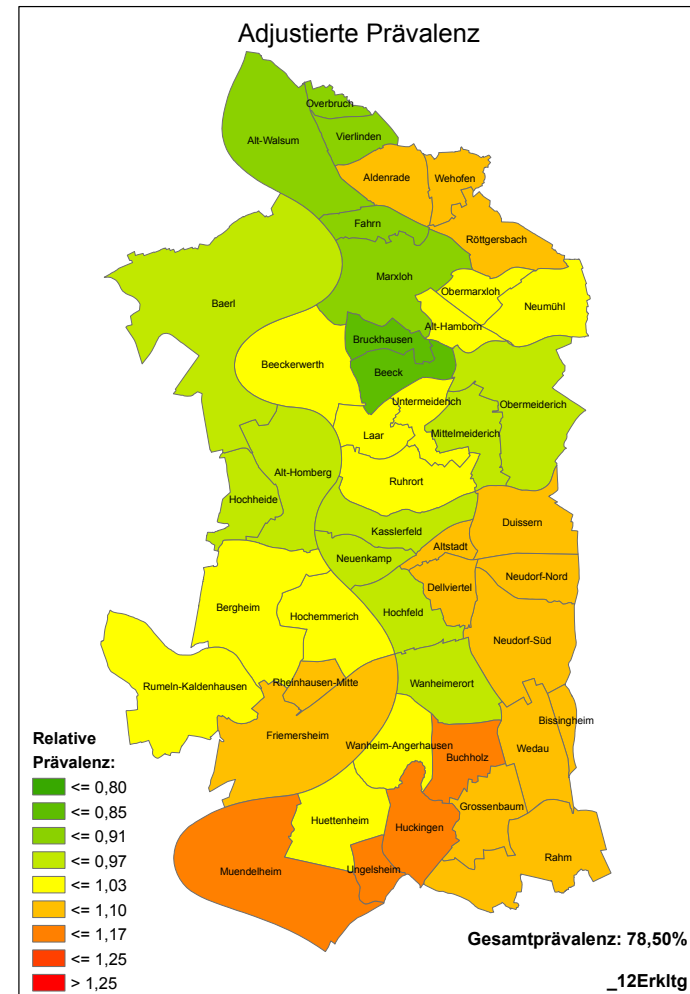 Adjustierte Prävalenz
Overbruch
Alt-Walsum
Vierlinden
Aldenrade
Wehofen
Fahrn
Röttgersbach
Marxloh
Obermarxloh
Neumühl
Baerl
Alt-Hamborn
Bruckhausen
Beeckerwerth
Beeck
Untermeiderich
Obermeiderich
Laar
Mittelmeiderich
Alt-Homberg
Ruhrort
Hochheide
Kasslerfeld
Duissern
Altstadt
Neuenkamp
Neudorf-Nord
Dellviertel
Bergheim
Hochemmerich
Hochfeld
Neudorf-Süd
Rumeln-Kaldenhausen
Rheinhausen-Mitte
Wanheimerort
Bissingheim
Friemersheim
Wanheim-Angerhausen
Wedau
Buchholz
Grossenbaum
Huettenheim
Huckingen
Rahm
Muendelheim
Ungelsheim
Relative
Prävalenz:
<= 0,80
<= 0,85
<= 0,91
<= 0,97
<= 1,03
<= 1,10
<= 1,17
<= 1,25
> 1,25
Gesamtprävalenz: 78,50%
_12Erkltg